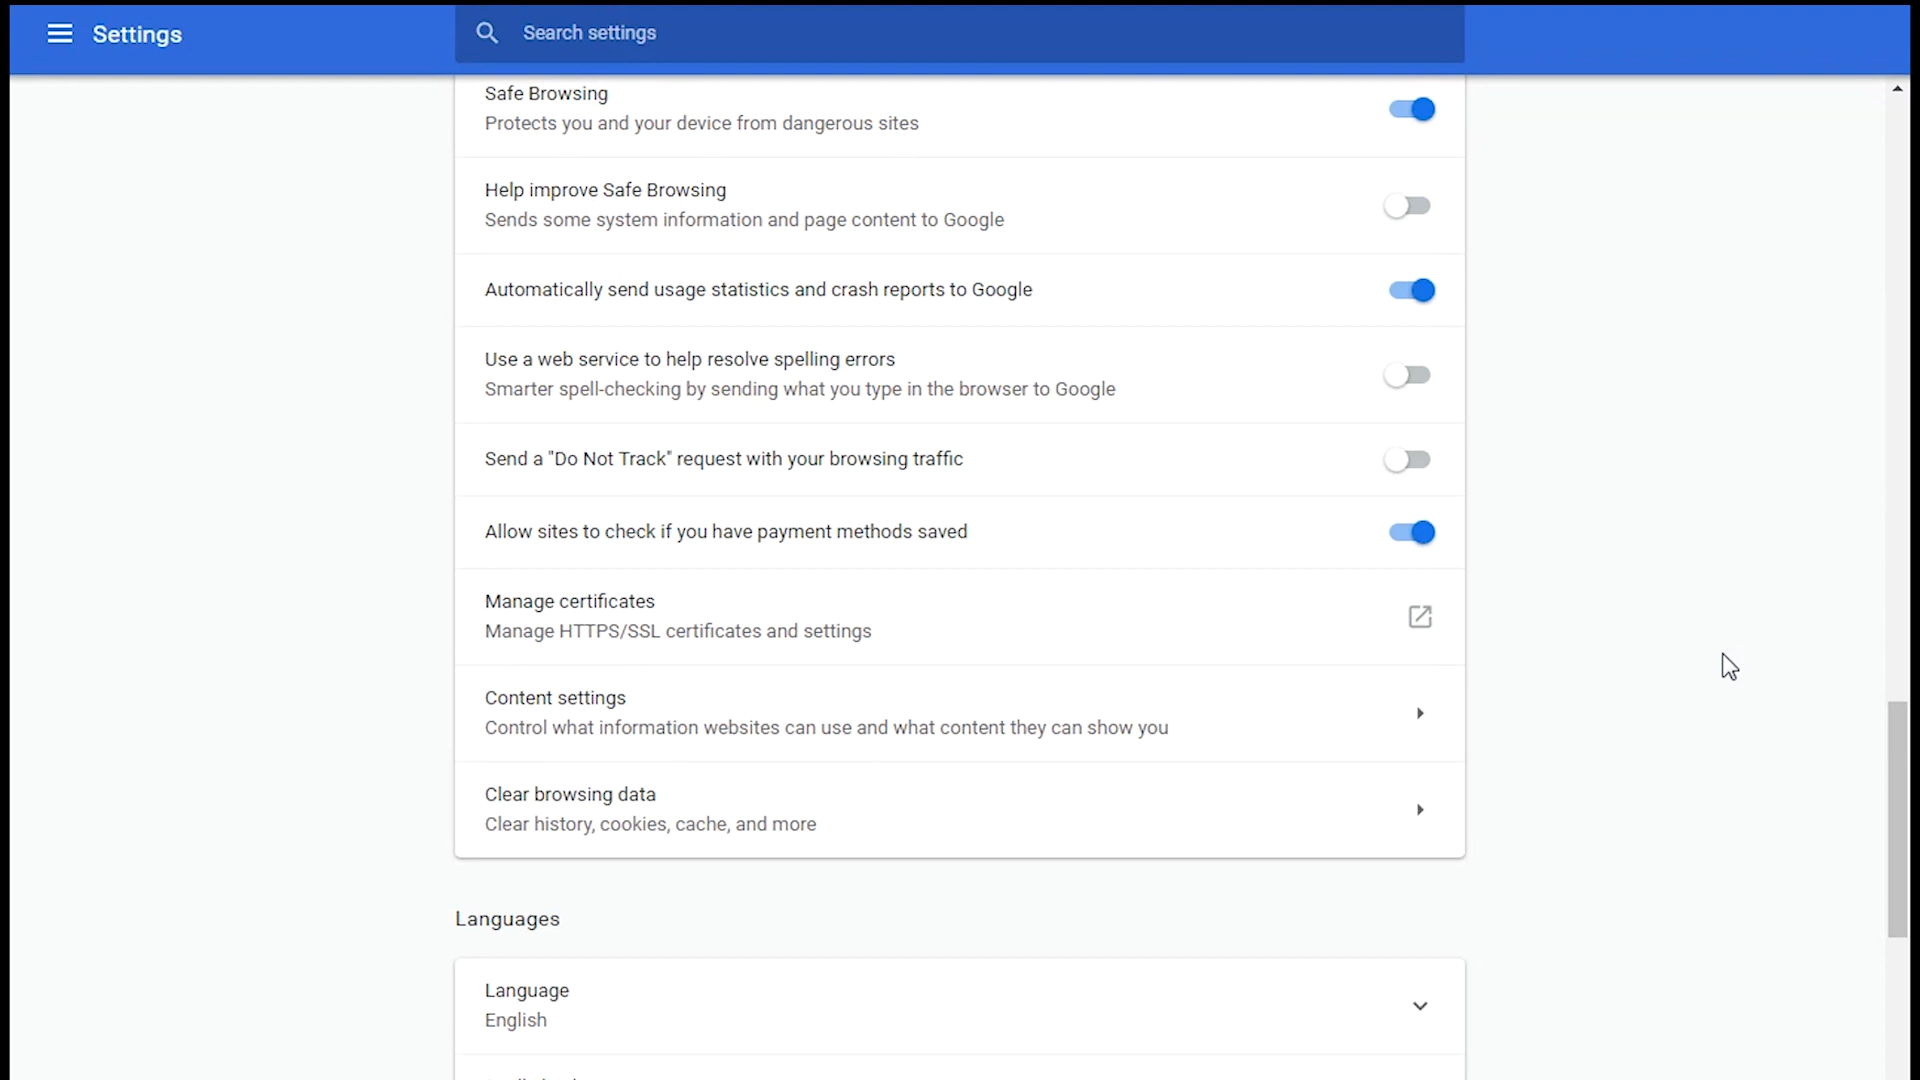 Settings
Search settings
Safe Browsing
Protects you and your device from dangerous sites
Help improve Safe Browsing
Sends some system information and page content to Google
Automatically send usage statistics and crash reports to Google
Use a web service to help resolve spelling errors
Smarter spell-checking by sending what you type in the browser to Google
Send a "Do Not Track" request with your browsing traffic
Allow sites to check if you have payment methods saved
Manage certificates
Manage HTTPS/SSL certificates and settings
Content settings
Control what information websites can use and what content they can show you
Clear browsing data
Clear history, cookies, cache, and more
Languages
Language
English